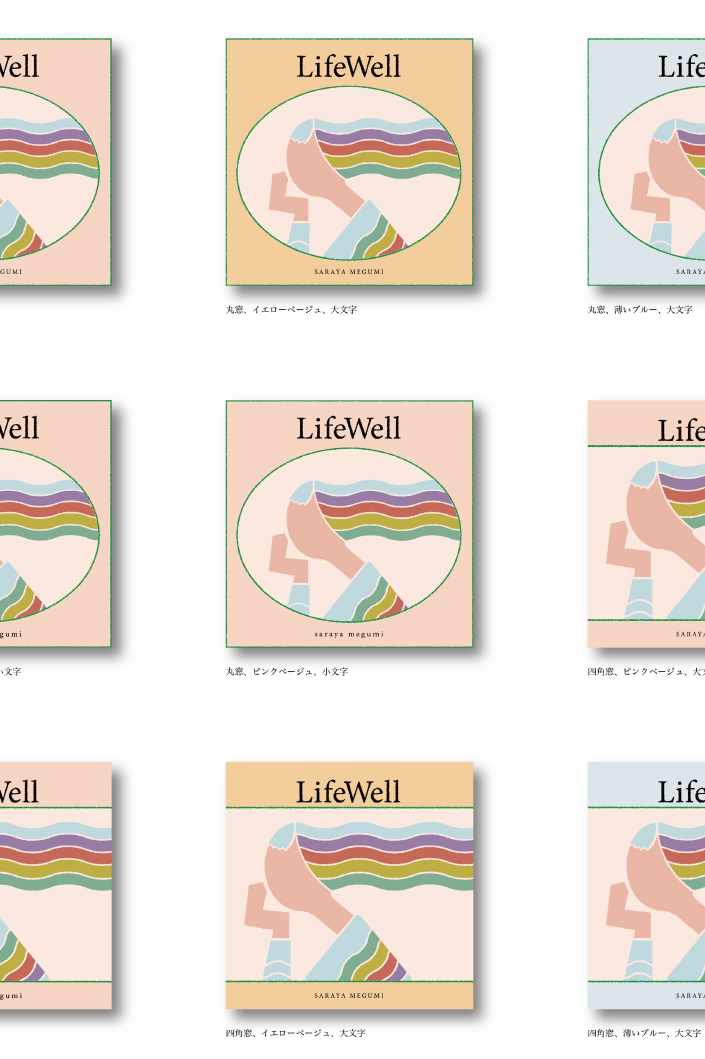 Well
LifeWell
Life
GUMI
SARAYA MEGUMI
SARAYA
丸窓、イエローベージュ、大文字
丸窓、薄いブルー、大文字
Well
LifeWell
Life
gumi
saraya megumi
SARAYA
小文字
丸窓、ピンクベージュ、小文字
四角窓、ピンクベージュ、大文
Well
LifeWell
Life
gumi
SARAYA MEGUMI
SARAYA
四角窓、イエローベージュ、大文字
四角窓、薄いブルー、大文字